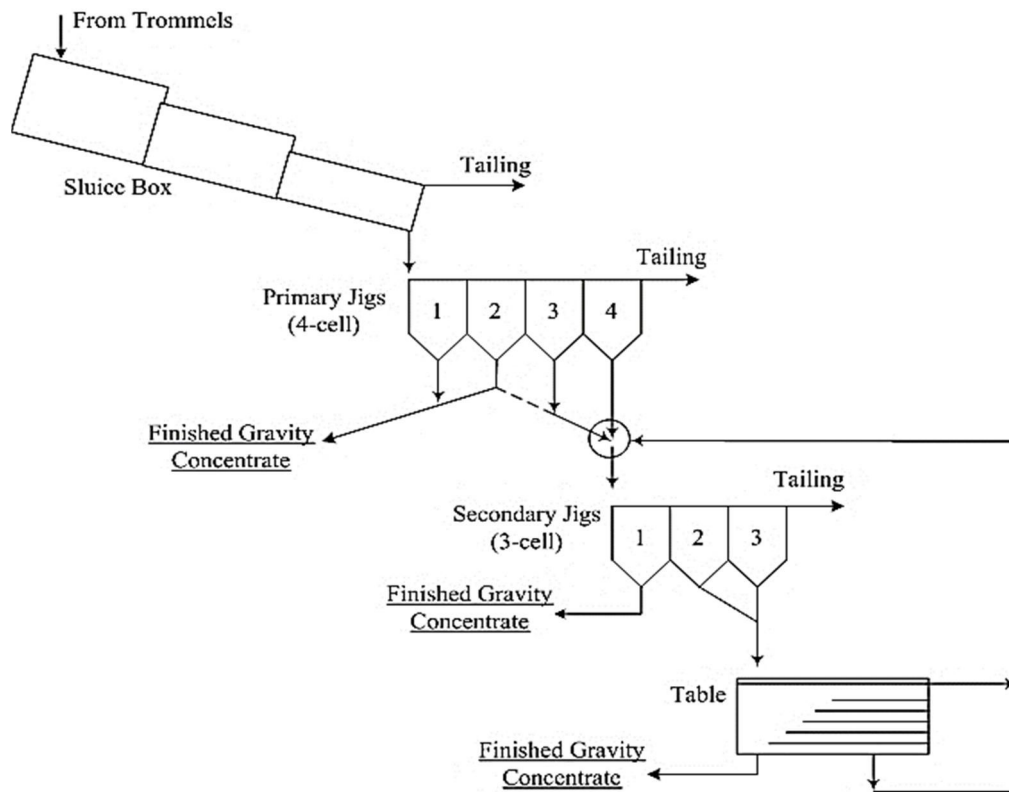 From Trommels
Tailing
Sluice Box
Tailing
Primary Jigs
(4-cell)
1 2 3 4
Finished Gravity
Concentrate
Tailing
Secondary Jigs
(3-cell)
1 2 3
Finished Gravity
Concentrate
Table
Finished Gravity
Concentrate